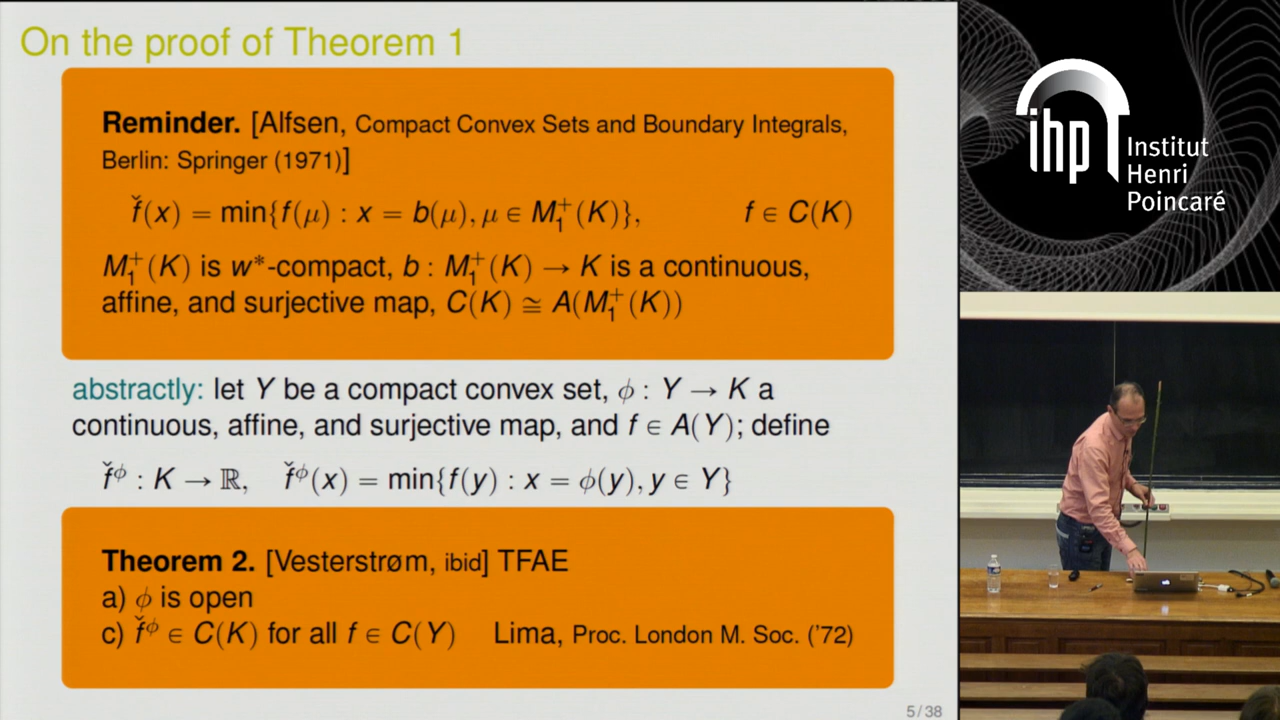 On the proof of Theorem 1
Reminder. [Alfsen, Compact Convex Sets and Boundary Integrals,
Berlin: Springer (1971)]
f̌(x) = min{f(μ) : x = b(μ), μ ∈ M₁⁺(K)}, f ∈ C(K)
M₁⁺(K) is w*-compact, b : M₁⁺(K) → K is a continuous,
affine, and surjective map, C(K) ≅ A(M₁⁺(K))
abstractly: let Y be a compact convex set, ϕ : Y → K a
continuous, affine, and surjective map, and f ∈ A(Y); define
f̌^ϕ : K → ℝ, f̌^ϕ(x) = min{f(y) : x = ϕ(y), y ∈ Y}
Theorem 2. [Vesterstrøm, ibid] TFAE
a) ϕ is open
c) f̌^ϕ ∈ C(K) for all f ∈ C(Y) Lima, Proc. London M. Soc. ('72)
5 / 38
ihp
Institut
Henri
Poincaré